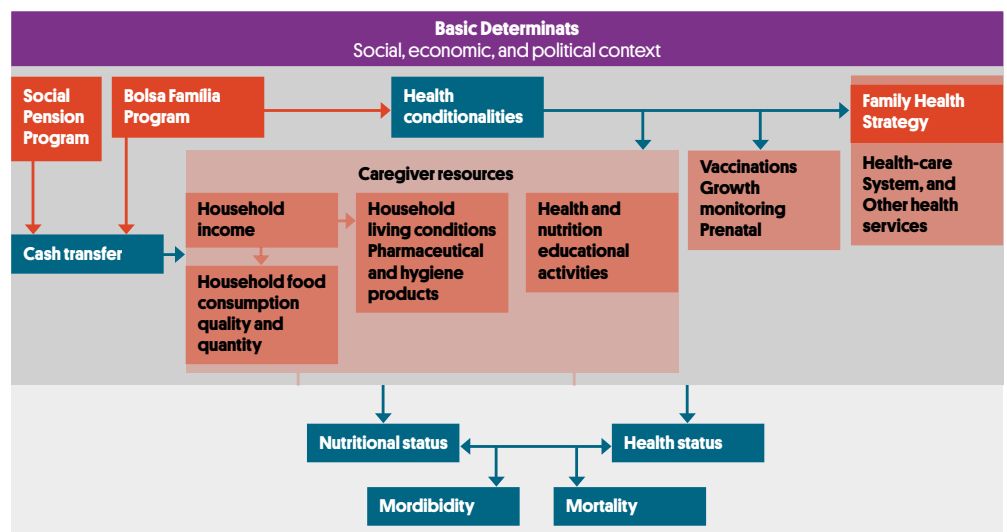 Basic Determinats
Social, economic, and political context
Social
Pension
Program
Bolsa Família
Program
Health
conditionalities
Family Health
Strategy
Health-care
System, and
Other health
services
Vaccinations
Growth
monitoring
Prenatal
Caregiver resources
Household
income
Household
living conditions
Pharmaceutical
and hygiene
products
Health and
nutrition
educational
activities
Cash transfer
Household food
consumption
quality and
quantity
Nutritional status
Health status
Mordibidity
Mortality